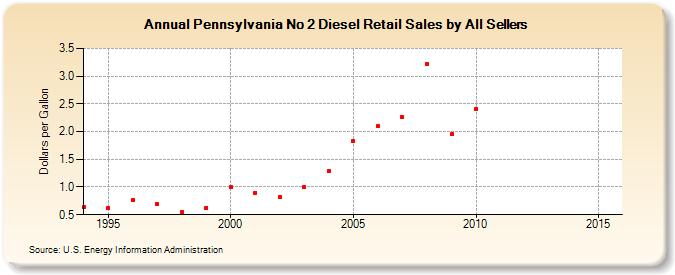 Annual Pennsylvania No 2 Diesel Retail Sales by All Sellers
Dollars per Gallon
3.5
3.0
2.5
2.0
1.5
1.0
0.5
1995 2000 2005 2010 2015
Source: U.S. Energy Information Administration